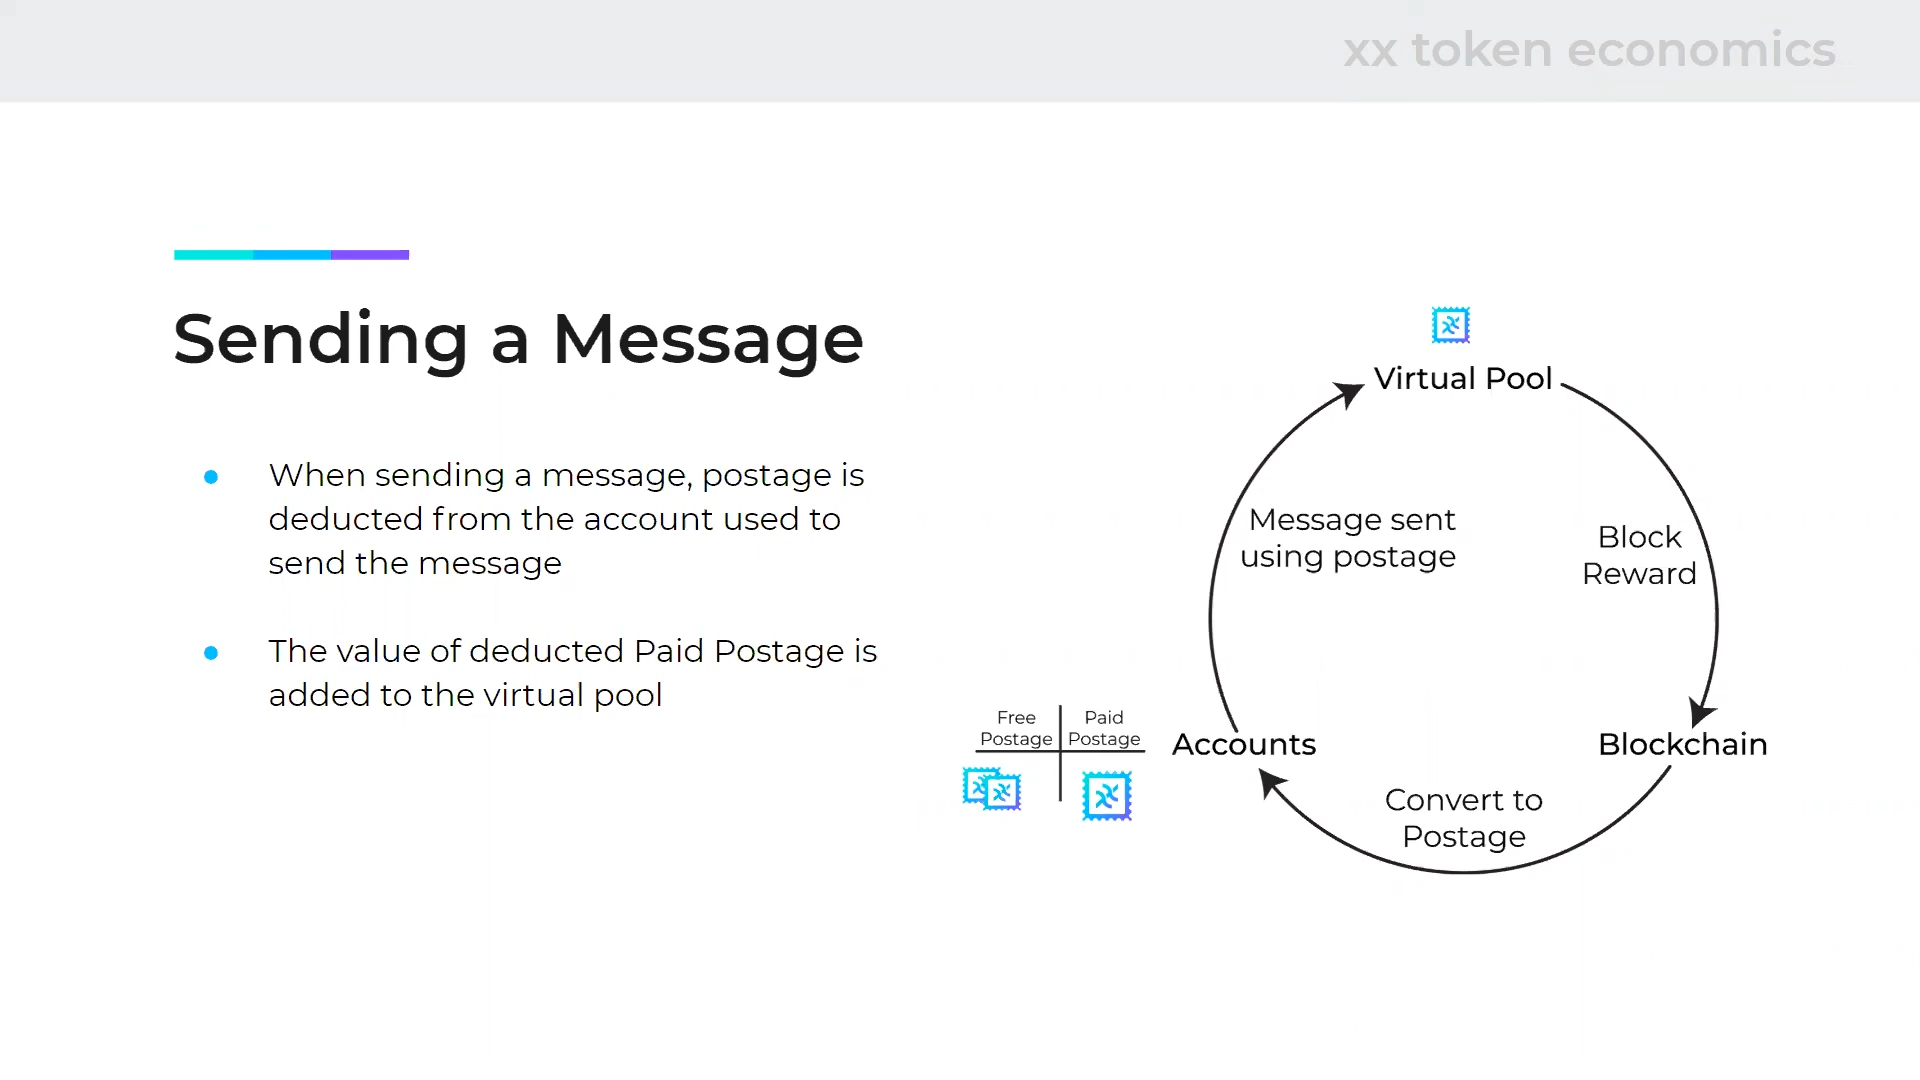 xx token economics
Sending a Message
When sending a message, postage is
deducted from the account used to
send the message
The value of deducted Paid Postage is
added to the virtual pool
Virtual Pool
Message sent
using postage
Block
Reward
Free
Postage
Paid
Postage
Accounts
Blockchain
Convert to
Postage